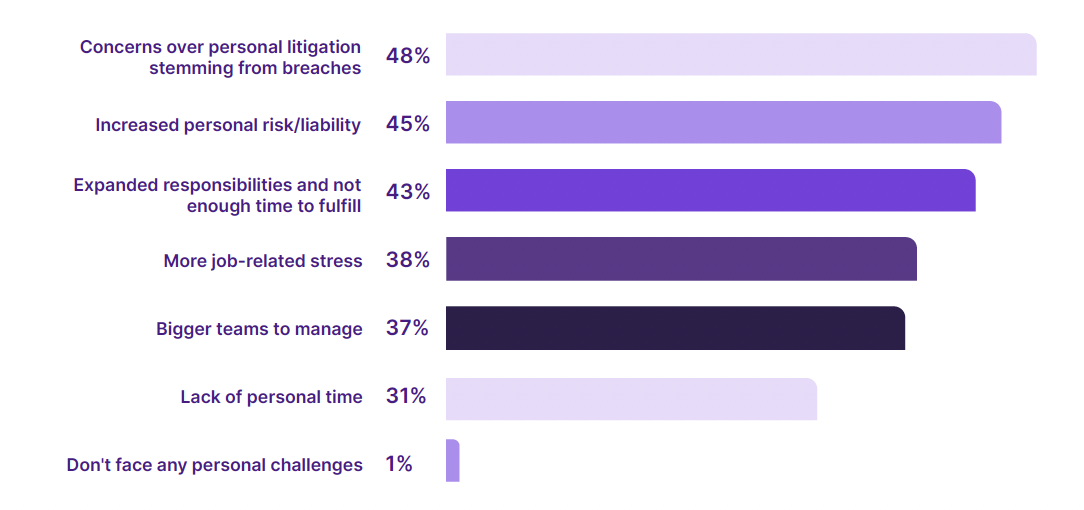 Concerns over personal litigation
stemming from breaches
48%
Increased personal risk/liability
45%
Expanded responsibilities and not
enough time to fulfill
43%
More job-related stress
38%
Bigger teams to manage
37%
Lack of personal time
31%
Don't face any personal challenges
1%